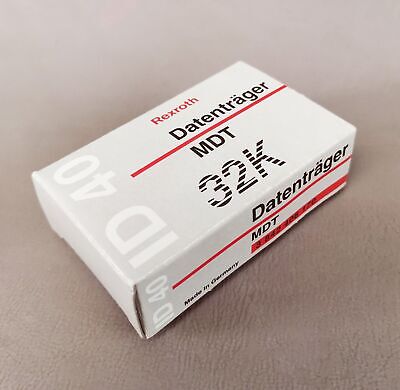 ID 40
Rexroth
Datenträger
MDT
32K
ID 40
Datenträger
MDT
Made in Germany